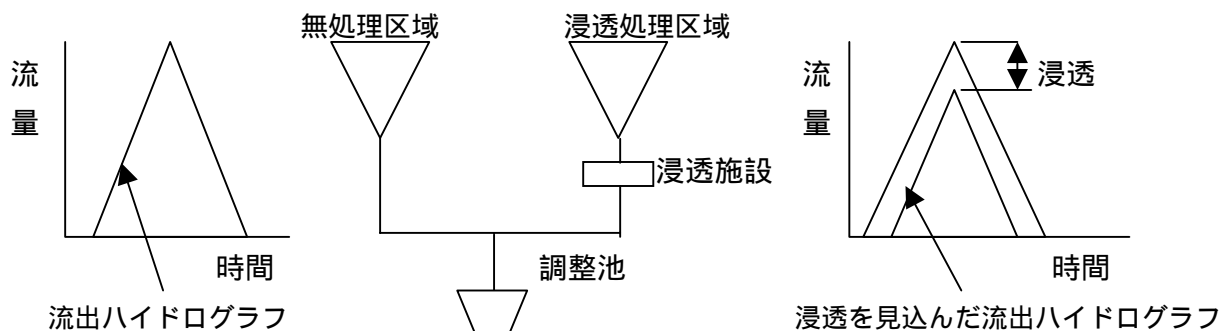 流
量
時間
流出ハイドログラフ
無処理区域
浸透処理区域
浸透施設
調整池
流
量
浸透
時間
浸透を見込んだ流出ハイドログラフ